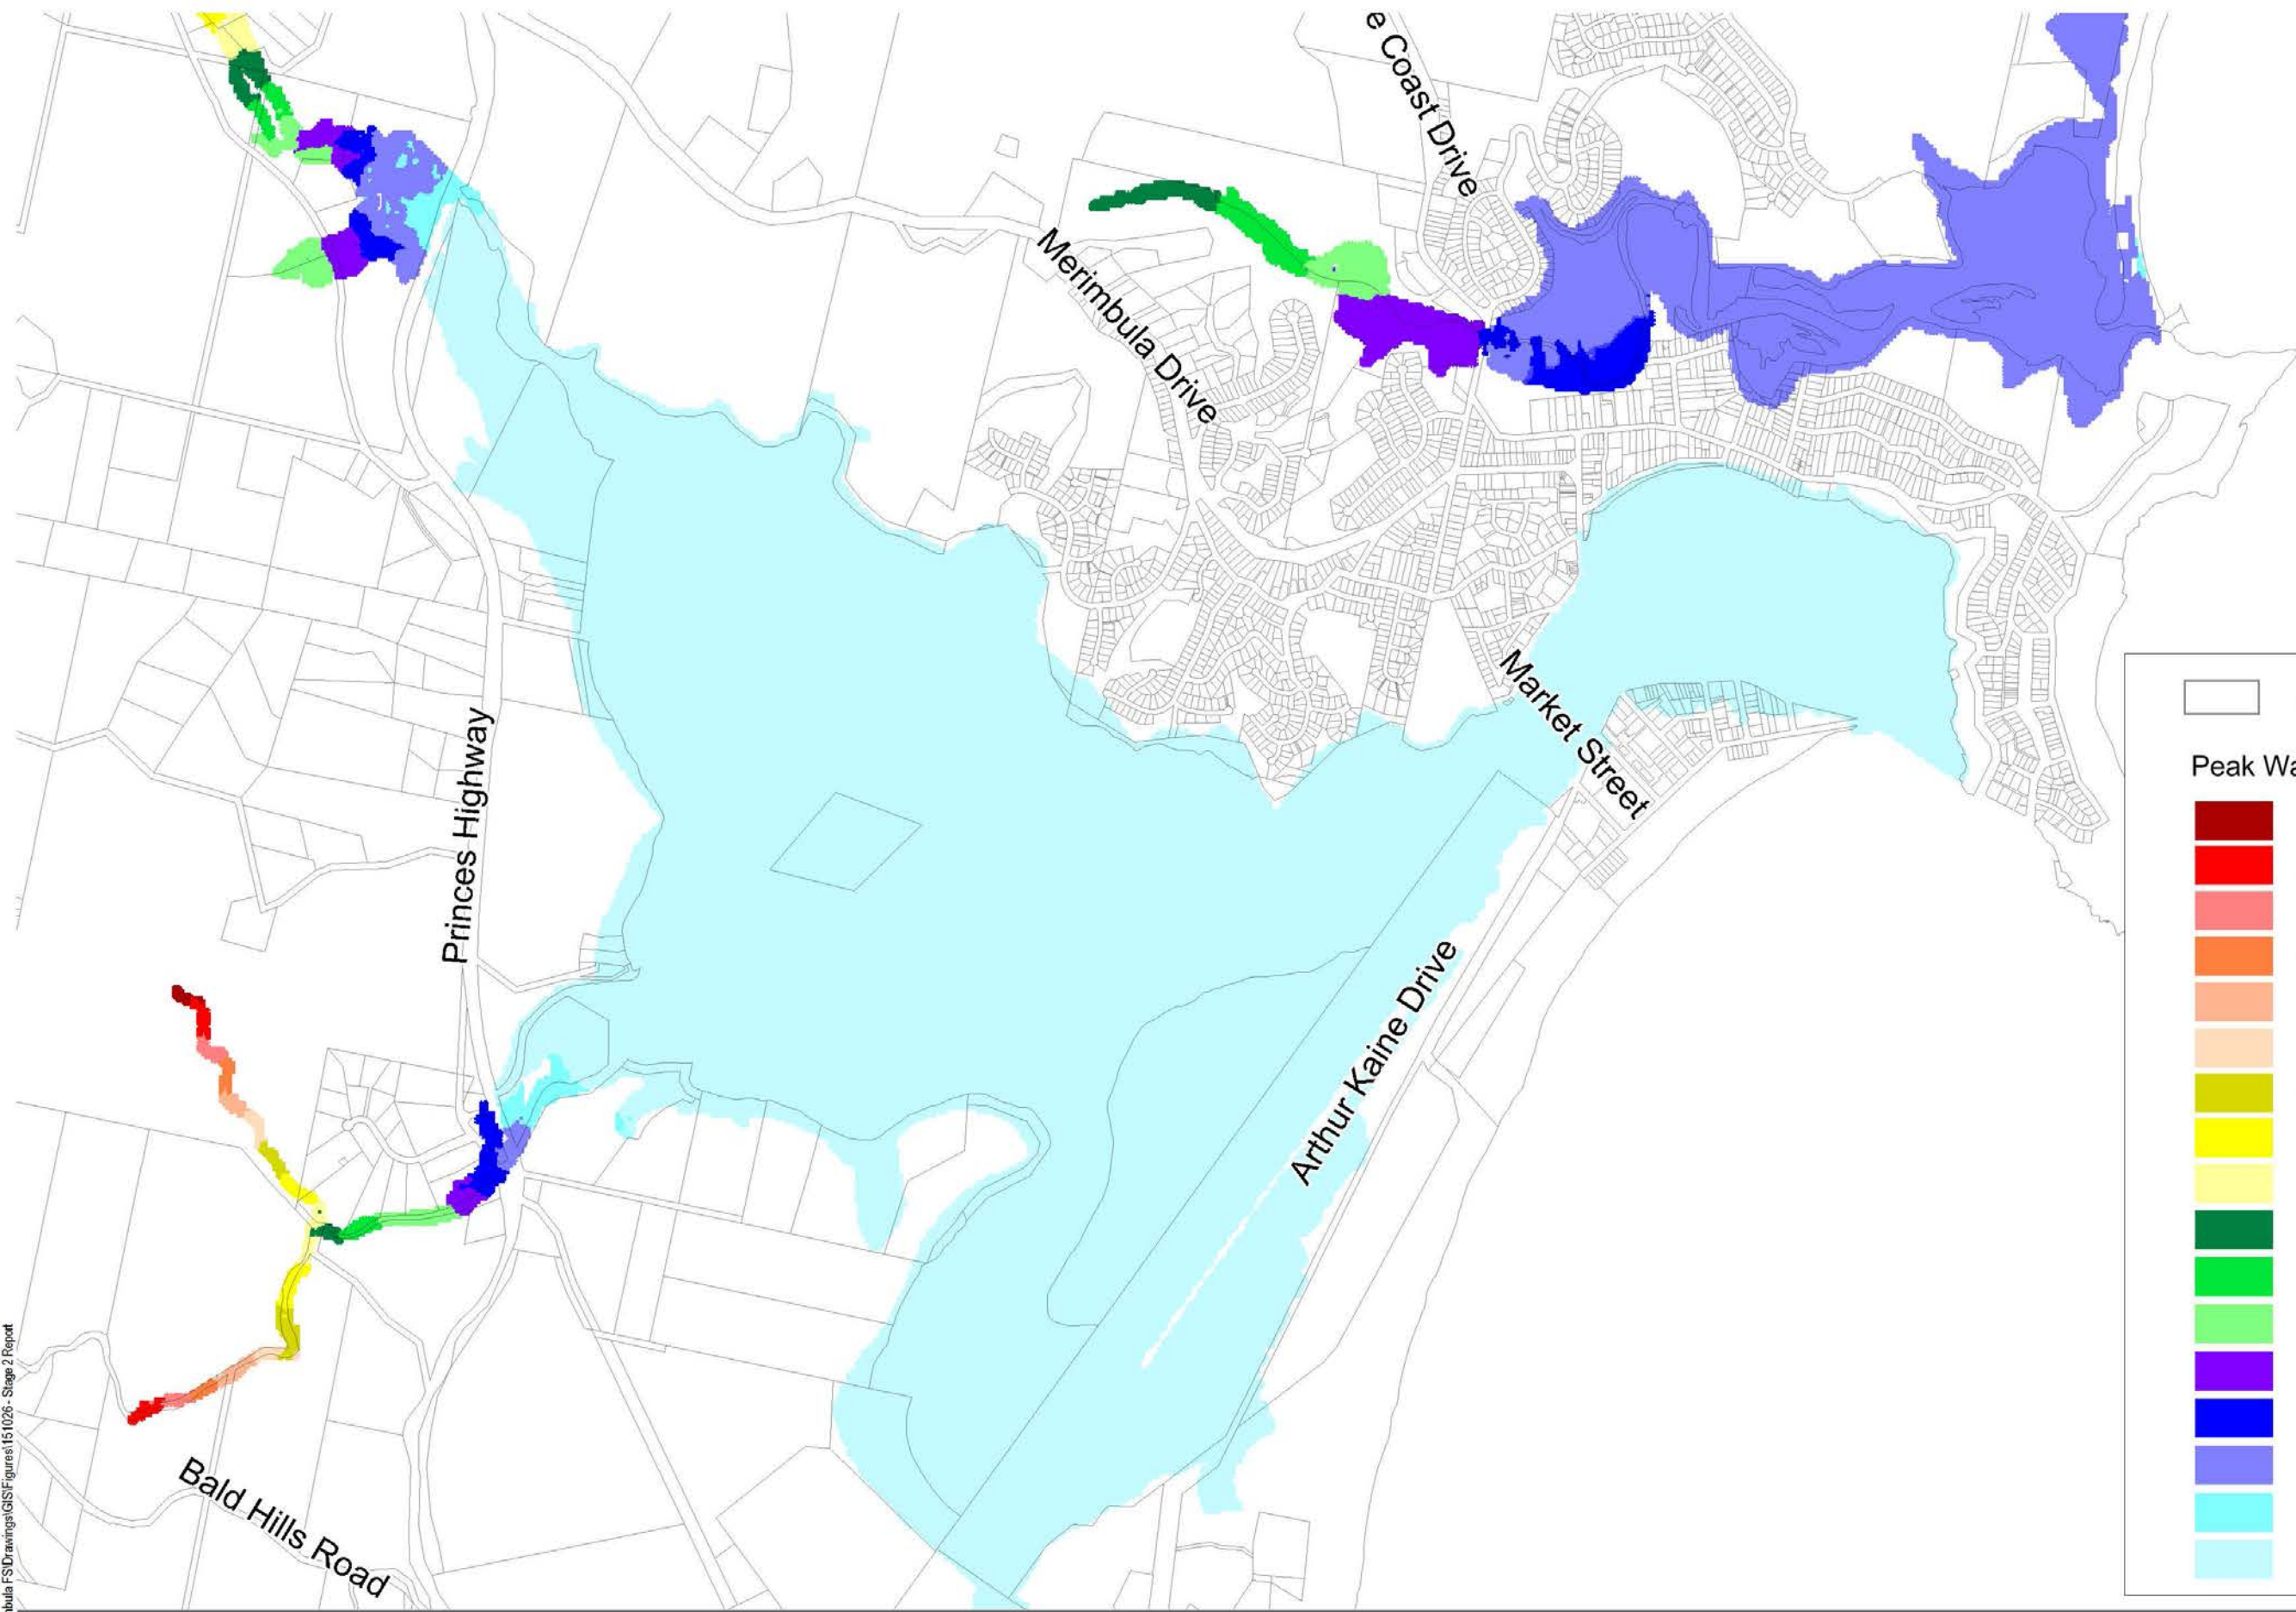 e Coast Drive
Merimbula Drive
Market Street
Peak Wa
Princes Highway
Arthur Kaine Drive
Bald Hills Road
bula FS\Drawings\GIS\Figures\151026 - Stage 2 Report